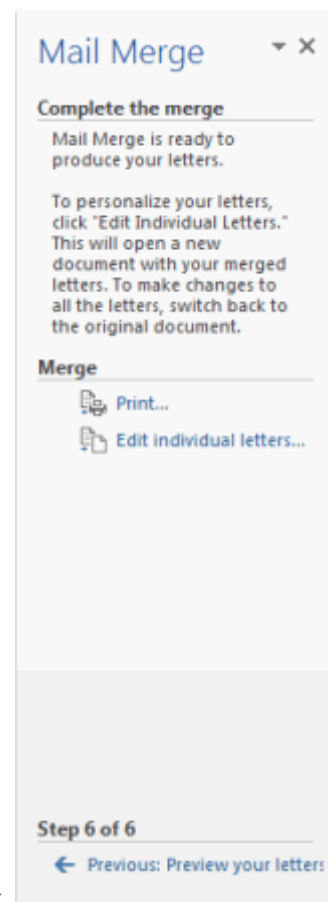 Mail Merge
Complete the merge
Mail Merge is ready to
produce your letters.
To personalize your letters,
click "Edit Individual Letters."
This will open a new
document with your merged
letters. To make changes to
all the letters, switch back to
the original document.
Merge
Print...
Edit individual letters...
Step 6 of 6
Previous: Preview your letters